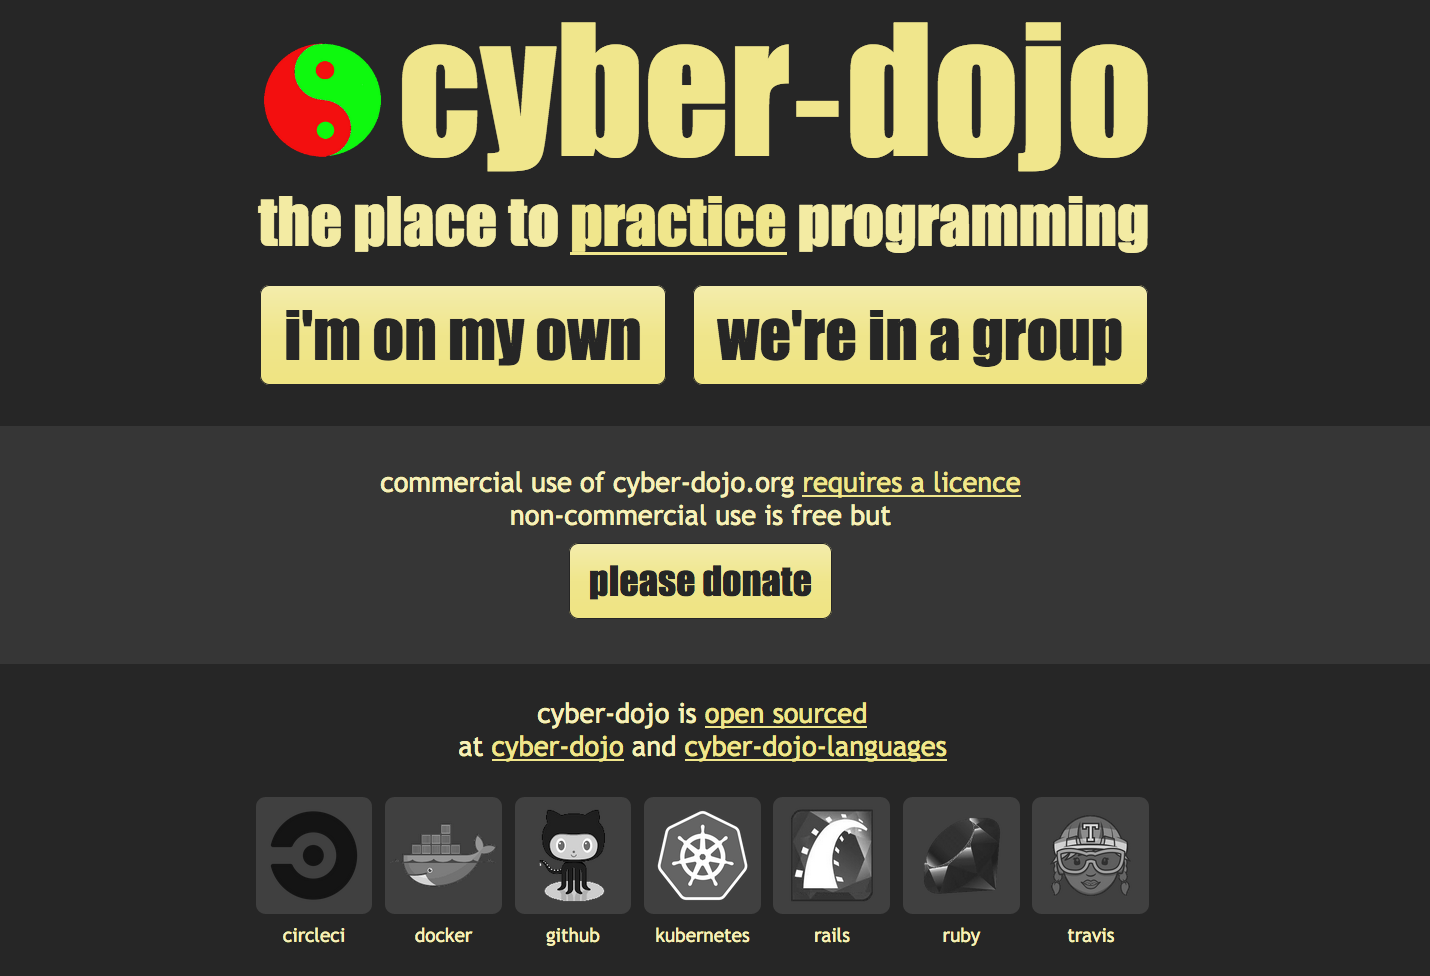 cyber-dojo
the place to practice programming
i'm on my own
we're in a group
commercial use of cyber-dojo.org requires a licence
non-commercial use is free but
please donate
cyber-dojo is open sourced
at cyber-dojo and cyber-dojo-languages
T
circleci
docker
github
kubernetes
rails
ruby
travis